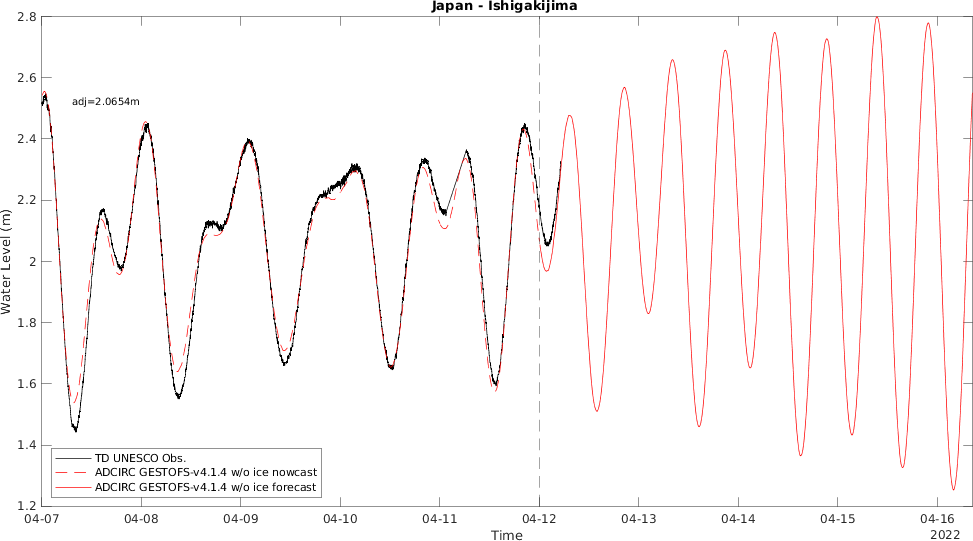 Japan - Ishigakijima
2.8
2.6
2.4
2.2
2
1.8
1.6
1.4
1.2
Water Level (m)
adj=2.0654m
TD UNESCO Obs.
ADCIRC GESTOFS-v4.1.4 w/o ice nowcast
ADCIRC GESTOFS-v4.1.4 w/o ice forecast
04-07 04-08 04-09 04-10 04-11 04-12 04-13 04-14 04-15 04-16
Time
2022